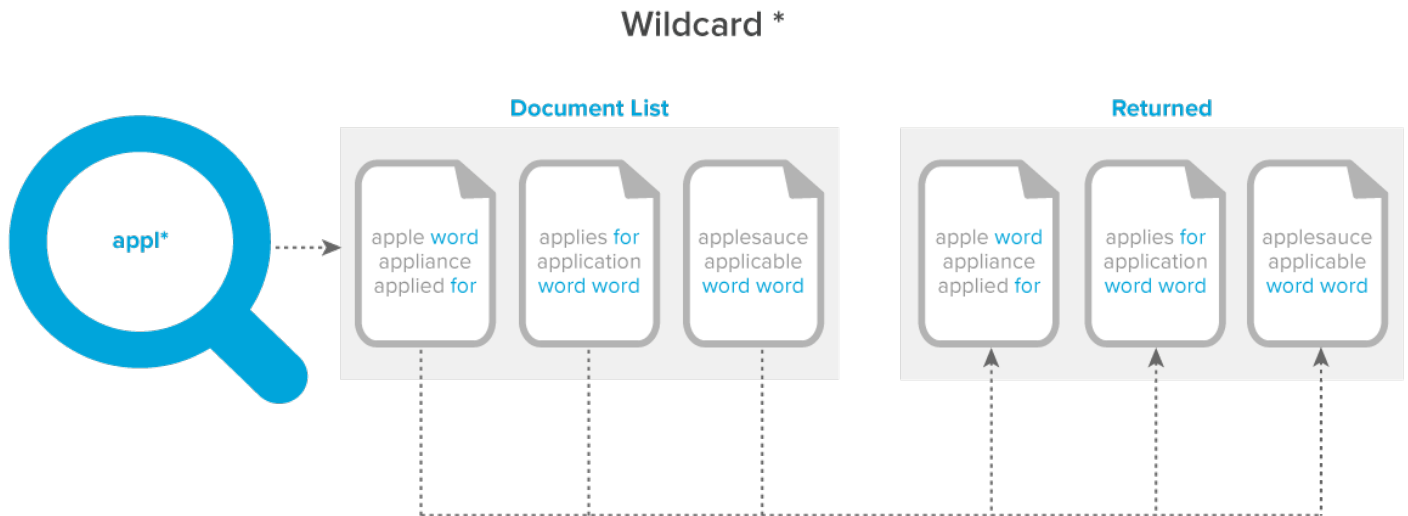 Wildcard *
Document List
Returned
appl*
apple word
appliance
applied for
applies for
application
word word
applesauce
applicable
word word
apple word
appliance
applied for
applies for
application
word word
applesauce
applicable
word word